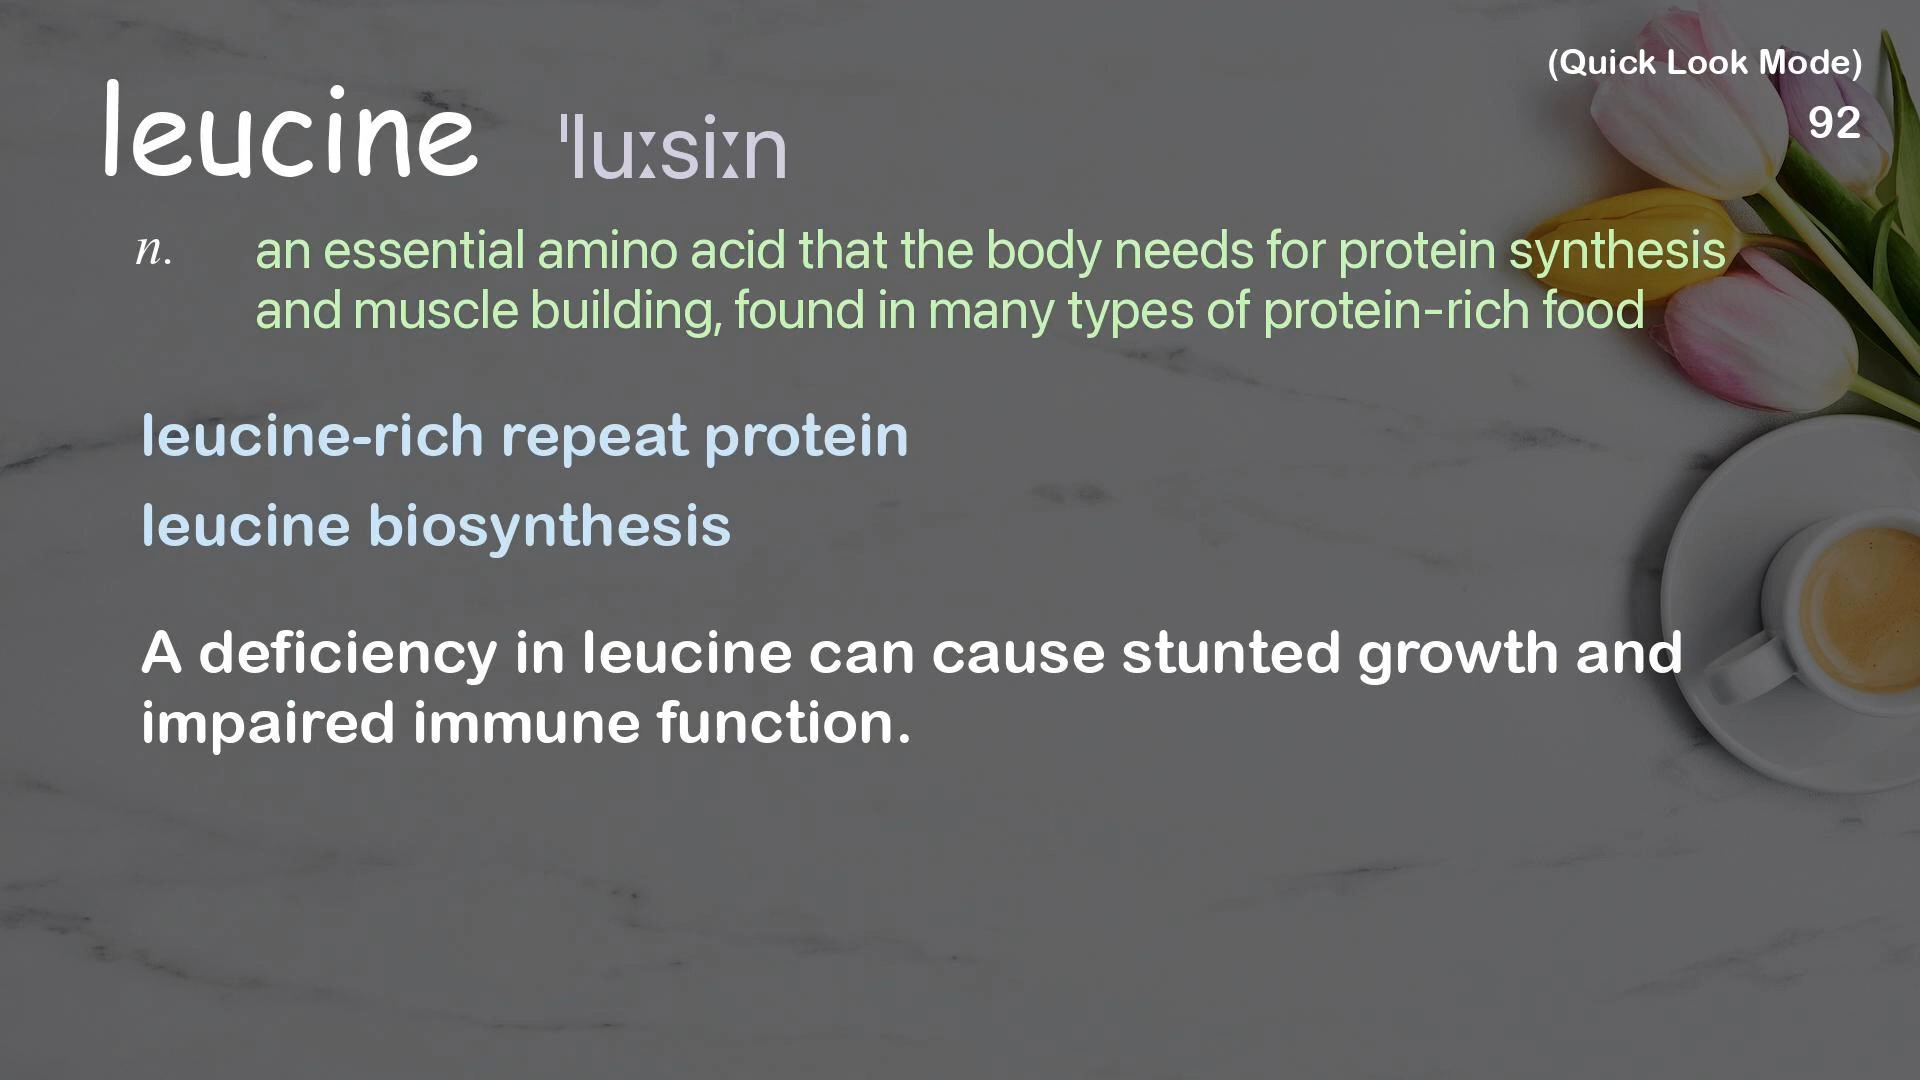 (Quick Look Mode)
92
leucine ˈluːsiːn
n. an essential amino acid that the body needs for protein synthesis
and muscle building, found in many types of protein-rich food
leucine-rich repeat protein
leucine biosynthesis
A deficiency in leucine can cause stunted growth and
impaired immune function.